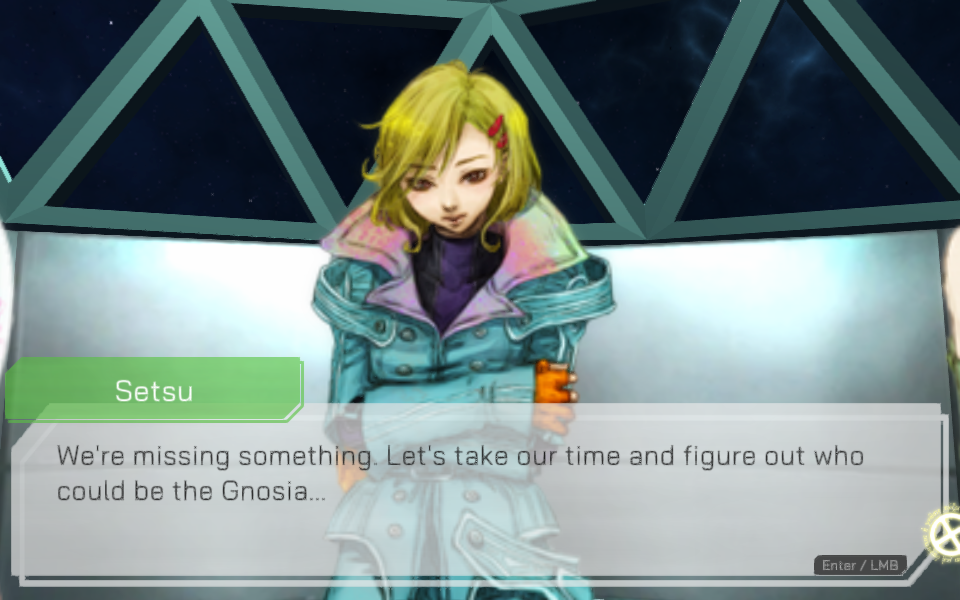 Setsu
We're missing something. Let's take our time and figure out who
could be the Gnosia...
Enter / LMB